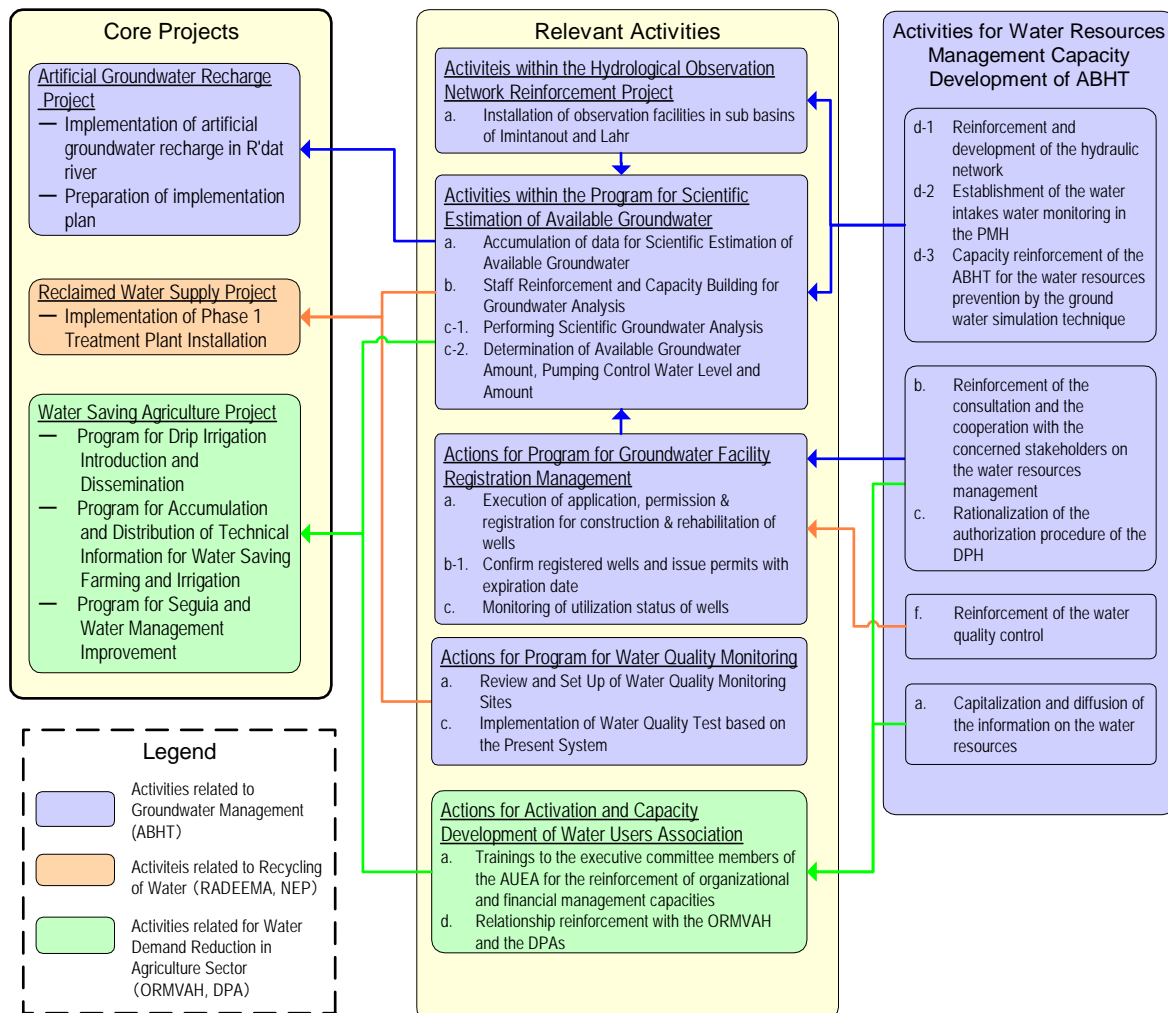 Core Projects
Artificial Groundwater Recharge
Project
— Implementation of artificial
groundwater recharge in R'dat
river
— Preparation of implementation
plan
Reclaimed Water Supply Project
— Implementation of Phase 1
Treatment Plant Installation
Water Saving Agriculture Project
— Program for Drip Irrigation
Introduction and
Dissemination
— Program for Accumulation
and Distribution of Technical
Information for Water Saving
Farming and Irrigation
— Program for Seguia and
Water Management
Improvement
Legend
Activities related to
Groundwater Management
(ABHT)
Activiteis related to Recycling
of Water (RADEEMA, NEP)
Activities related for Water
Demand Reduction in
Agriculture Sector
(ORMVAH, DPA)
Relevant Activities
Activiteis within the Hydrological Observation
Network Reinforcement Project
a. Installation of observation facilities in sub basins
of Imintanout and Lahr
Activities within the Program for Scientific
Estimation of Available Groundwater
a. Accumulation of data for Scientific Estimation of
Available Groundwater
b. Staff Reinforcement and Capacity Building for
Groundwater Analysis
c-1. Performing Scientific Groundwater Analysis
c-2. Determination of Available Groundwater
Amount, Pumping Control Water Level and
Amount
Actions for Program for Groundwater Facility
Registration Management
a. Execution of application, permission &
registration for construction & rehabilitation of
wells
b-1. Confirm registered wells and issue permits with
expiration date
c. Monitoring of utilization status of wells
Actions for Program for Water Quality Monitoring
a. Review and Set Up of Water Quality Monitoring
Sites
c. Implementation of Water Quality Test based on
the Present System
Actions for Activation and Capacity
Development of Water Users Association
a. Trainings to the executive committee members of
the AUEA for the reinforcement of organizational
and financial management capacities
d. Relationship reinforcement with the ORMVAH
and the DPAs
Activities for Water Resources
Management Capacity
Development of ABHT
d-1 Reinforcement and
development of the hydraulic
network
d-2 Establishment of the water
intakes water monitoring in
the PMH
d-3 Capacity reinforcement of the
ABHT for the water resources
prevention by the ground
water simulation technique
b. Reinforcement of the
consultation and the
cooperation with the
concerned stakeholders on
the water resources
management
c. Rationalization of the
authorization procedure of the
DPH
f. Reinforcement of the water
quality control
a. Capitalization and diffusion of
the information on the water
resources